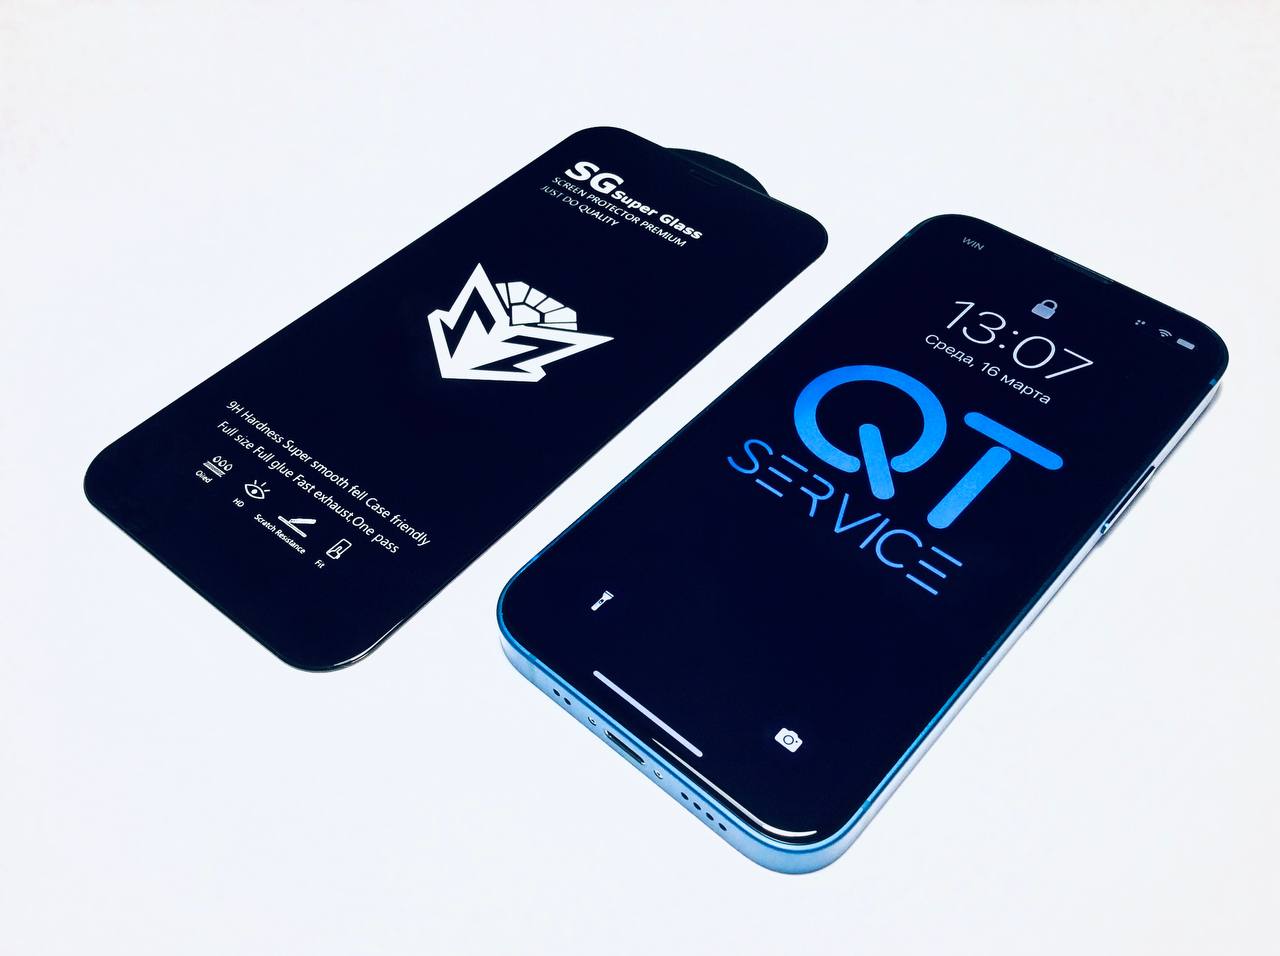 SG Super Glass
SCREEN PROTECTOR PREMIUM
JUST DO QUALITY
9H Hardness Super smooth fell Case friendly
Full size Full glue Fast exhaust,One pass
Oired
HD
Scratch Resistance
Fit
WIN
13:07
Среда, 16 марта
QT
SERVICE